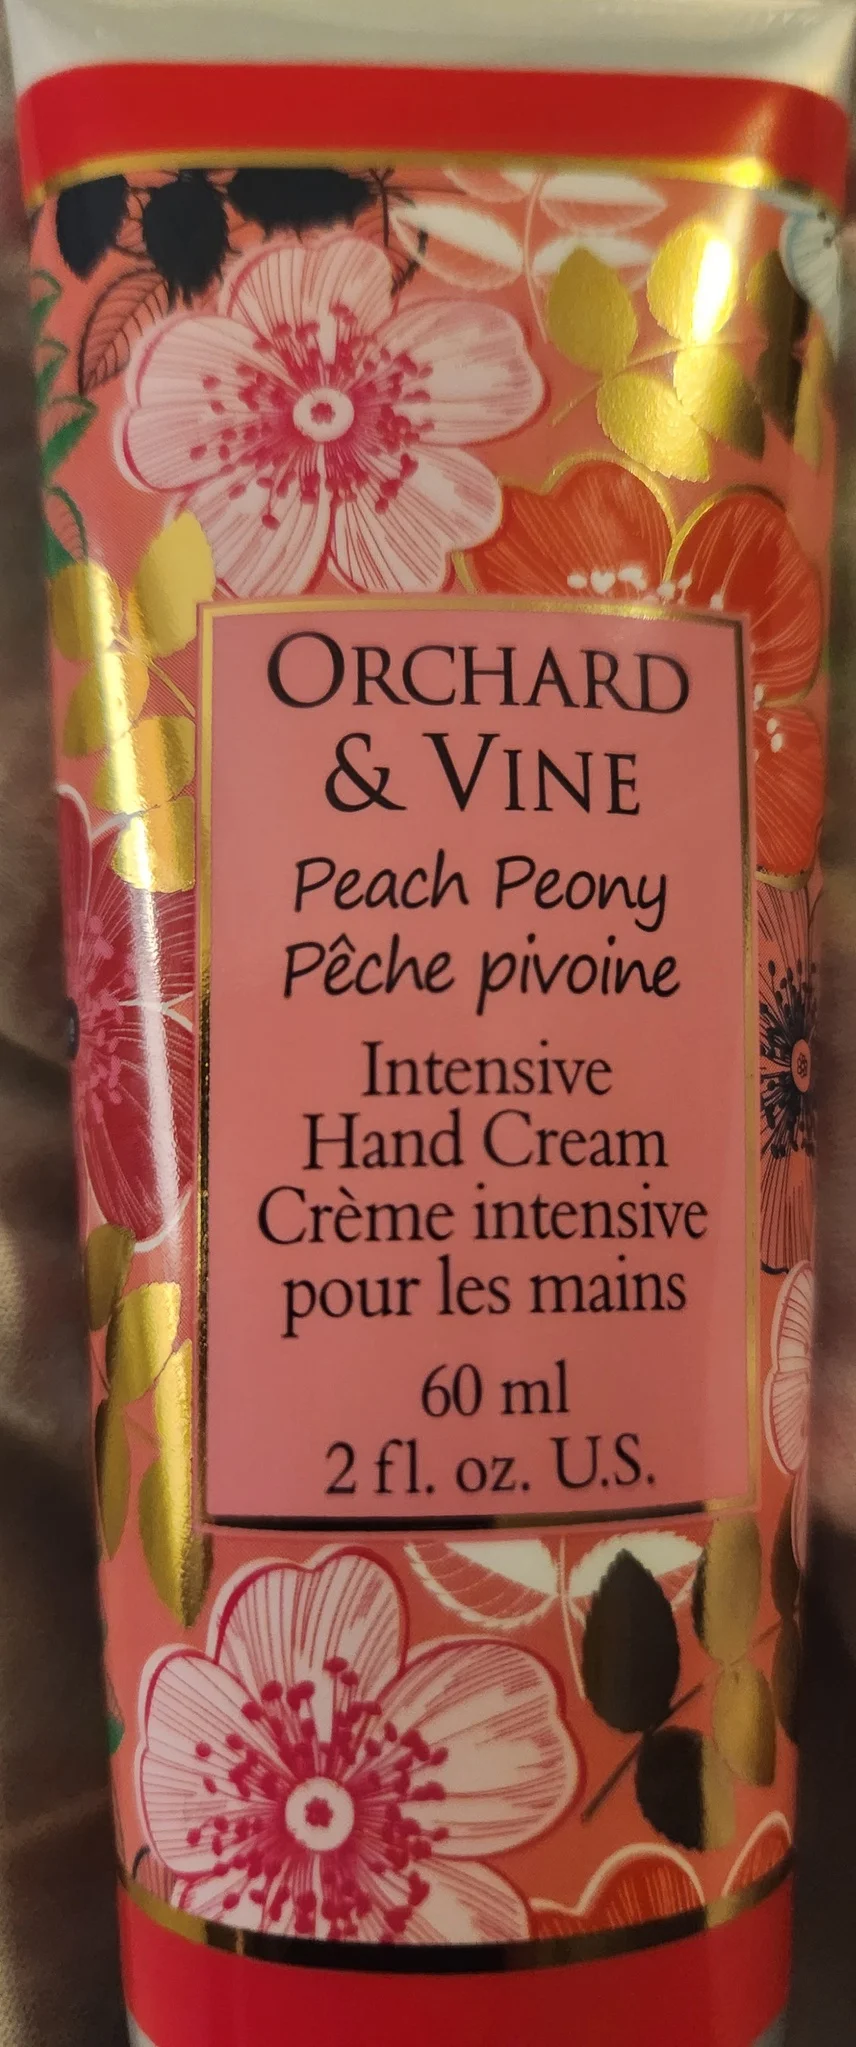 ORCHARD
& VINE
Peach Peony
Pêche pivoine
Intensive
Hand Cream
Crème intensive
pour les mains
60 ml
2 fl. oz. U.S.